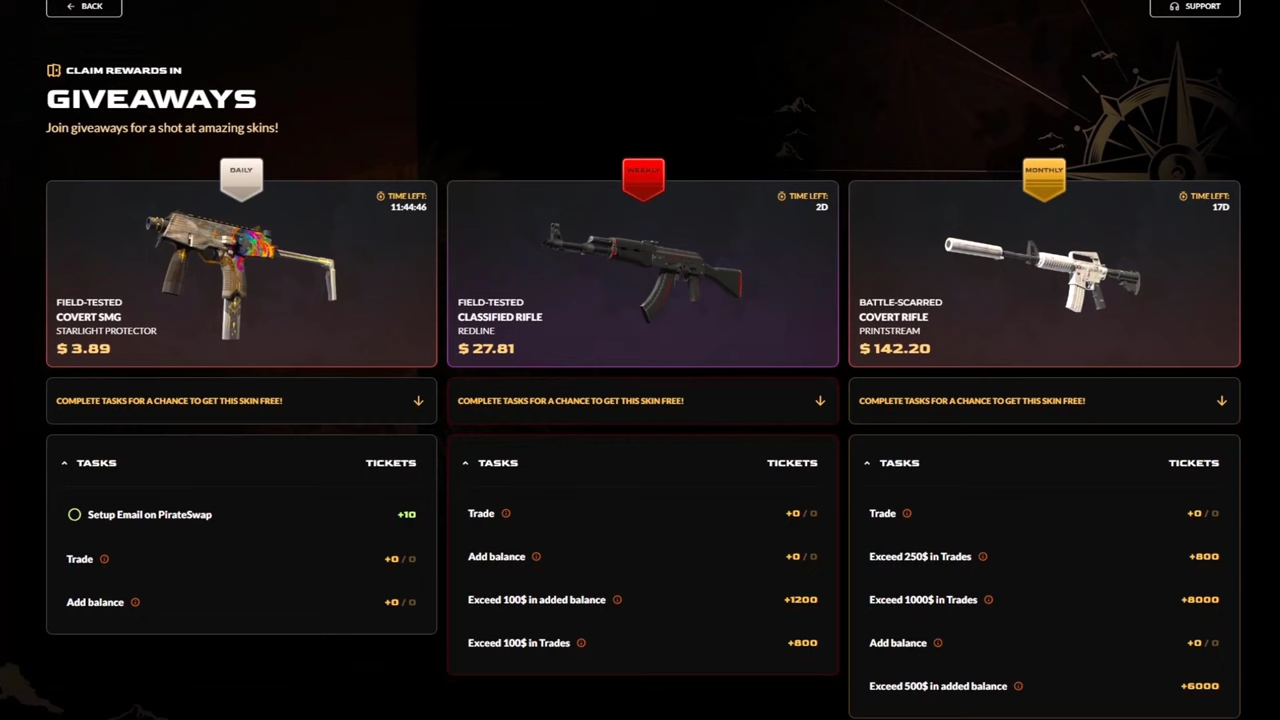 BACK
SUPPORT
CLAIM REWARDS IN
GIVEAWAYS
Join giveaways for a shot at amazing skins!
DAILY
TIME LEFT:
11:44:46
FIELD-TESTED
COVERT SMG
STARLIGHT PROTECTOR
$ 3.89
COMPLETE TASKS FOR A CHANCE TO GET THIS SKIN FREE!
TASKS
TICKETS
Setup Email on PirateSwap
+10
Trade
+0 / 0
Add balance
+0 / 0
WEEKLY
TIME LEFT:
2D
FIELD-TESTED
CLASSIFIED RIFLE
REDLINE
$ 27.81
COMPLETE TASKS FOR A CHANCE TO GET THIS SKIN FREE!
TASKS
TICKETS
Trade
+0 / 0
Add balance
+0 / 0
Exceed 100$ in added balance
+1200
Exceed 100$ in Trades
+800
MONTHLY
TIME LEFT:
17D
BATTLE-SCARRED
COVERT RIFLE
PRINTSTREAM
$ 142.20
COMPLETE TASKS FOR A CHANCE TO GET THIS SKIN FREE!
TASKS
TICKETS
Trade
+0 / 0
Exceed 250$ in Trades
+800
Exceed 1000$ in Trades
+8000
Add balance
+0 / 0
Exceed 500$ in added balance
+6000